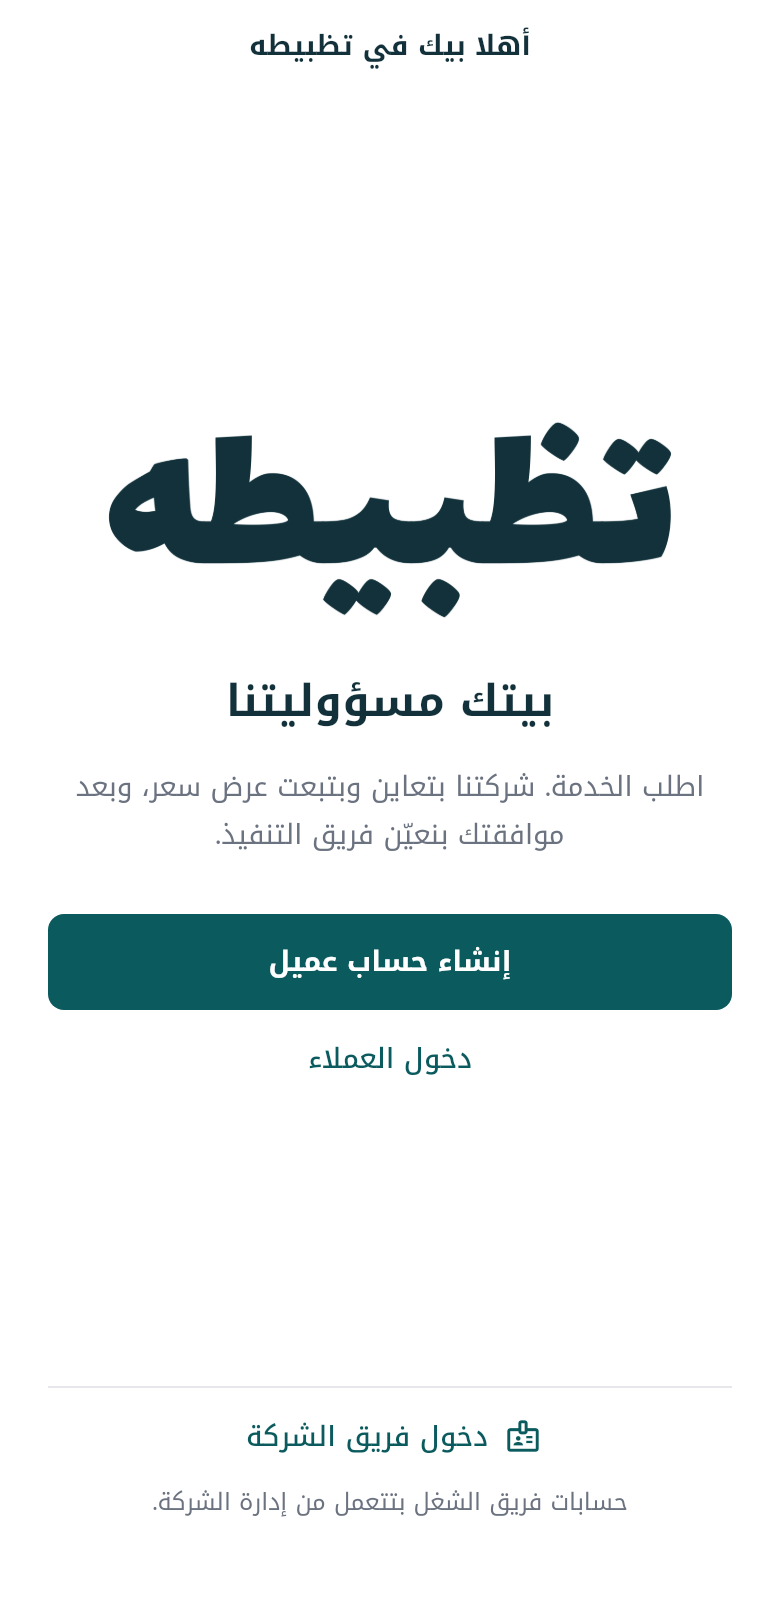 أهلا بيك في تظبيطه
تظبيطه
بيتك مسؤوليتنا
اطلب الخدمة. شركتنا بتعاين وبتبعت عرض سعر، وبعد
موافقتك بنعيّن فريق التنفيذ.
إنشاء حساب عميل
دخول العملاء
دخول فريق الشركة
حسابات فريق الشغل بتتعمل من إدارة الشركة.